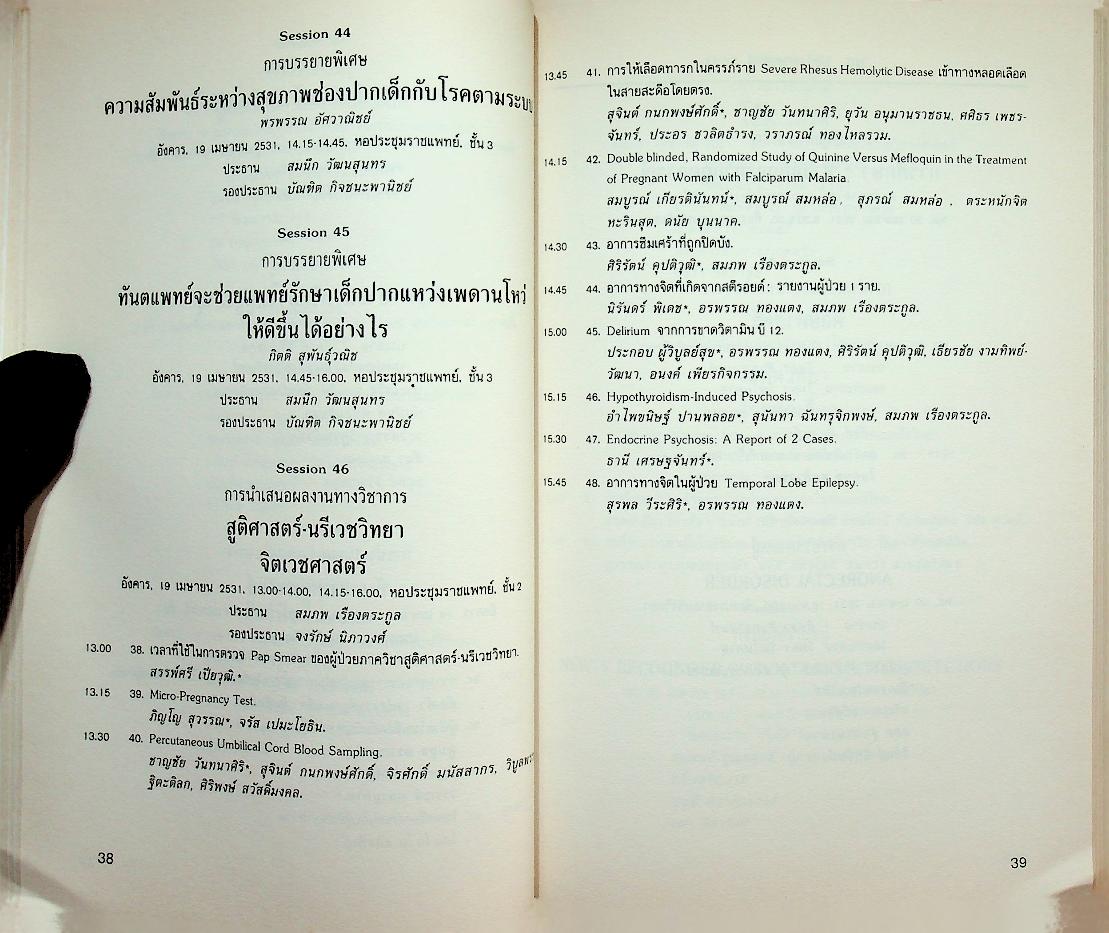 Session 44
การบรรยายพิเศษ
ความสัมพันธ์ระหว่างสุขภาพช่องปากเด็กกับโรคตามระบบ
พรพรรณ อัศวาณิชย์
อังคาร, 19 เมษายน 2531, 14.15-14.45, หอประชุมราชแพทย์, ชั้น 3
ประธาน สมนึก วัฒนสุนทร
รองประธาน บัณฑิต กิจชนะพานิชย์
Session 45
การบรรยายพิเศษ
ทันตแพทย์จะช่วยแพทย์รักษาเด็กปากแหว่งเพดานโหว่
ให้ดีขึ้นได้อย่างไร
กิตติ สุพันธุ์วณิช
อังคาร, 19 เมษายน 2531, 14.45-16.00, หอประชุมราชแพทย์, ชั้น 3
ประธาน สมนึก วัฒนสุนทร
รองประธาน บัณฑิต กิจชนะพานิชย์
Session 46
การนำเสนอผลงานทางวิชาการ
สูติศาสตร์-นรีเวชวิทยา
จิตเวชศาสตร์
อังคาร, 19 เมษายน 2531, 13.00-14.00, 14.15-16.00, หอประชุมราชแพทย์, ชั้น 2
ประธาน สมภพ เรืองตระกูล
รองประธาน จงรักษ์ นิภาวงศ์
13.00 38. เวลาที่ใช้ในการตรวจ Pap Smear ของผู้ป่วยภาควิชาสูติศาสตร์-นรีเวชวิทยา.
สรรพ์ศรี เปียวุฒิ.*
13.15 39. Micro-Pregnancy Test.
ภิญโญ สุวรรณ*, จรัส เปมะโยธิน.
13.30 40. Percutaneous Umbilical Cord Blood Sampling.
ชาญชัย วันทนาศิริ*, สุจินต์ กนกพงษ์ศักดิ์, จิรศักดิ์ มนัสสากร,
ฐิตะดิลก, ศิริพงษ์ สวัสดิ์มงคล.
38
13.45 41. การให้เลือดทารกในครรภ์ราย Severe Rhesus Hemolytic Disease เข้าทางหลอดเลือด
ในสายสะดือโดยตรง.
สุจินต์ กนกพงษ์ศักดิ์*, ชาญชัย วันทนาศิริ, ยุวัน อนุมานราชธน, ศศิธร เพชร-
จันทร, ประอร ชวลิตธำรง, วราภรณ์ ทองไหลรวม.
14.15 42. Double blinded, Randomized Study of Quinine Versus Mefloquin in the Treatment
of Pregnant Women with Falciparum Malaria.
สมบูรณ์ เกียรตินันทน์*, สมบูรณ์ สมหล่อ, สุภรณ์ สมหล่อ, ตระหนักจิต
หะรินสุต, ดนัย บุนนาค.
14.30 43. อาการซึมเศร้าที่ถูกปิดบัง.
ศิริรัตน์ คุปติวุฒิ*, สมภพ เรืองตระกูล.
14.45 44. อาการทางจิตที่เกิดจากสตีรอยด์: รายงานผู้ป่วย 1 ราย.
นิรันดร์ พิเดช*, อรพรรณ ทองแตง, สมภพ เรืองตระกูล.
15.00 45. Delirium จากการขาดวิตามิน บี 12.
ประกอบ ผู้วิบูลย์สุข*, อรพรรณ ทองแตง, ศิริรัตน์ คุปติวุฒิ, เธียรชัย งามทิพย์-
วัฒนา, อนงค์ เพียรกิจกรรม.
15.15 46. Hypothyroidism-Induced Psychosis.
อำไพขนิษฐ์ ปานพลอย*, สุนันทา ฉันทรุจิกพงษ์, สมภพ เรืองตระกูล.
15.30 47. Endocrine Psychosis: A Report of 2 Cases.
ธานี เศรษฐจันทร์*.
15.45 48. อาการทางจิตในผู้ป่วย Temporal Lobe Epilepsy.
สุรพล วีระศิริ*, อรพรรณ ทองแตง.
39